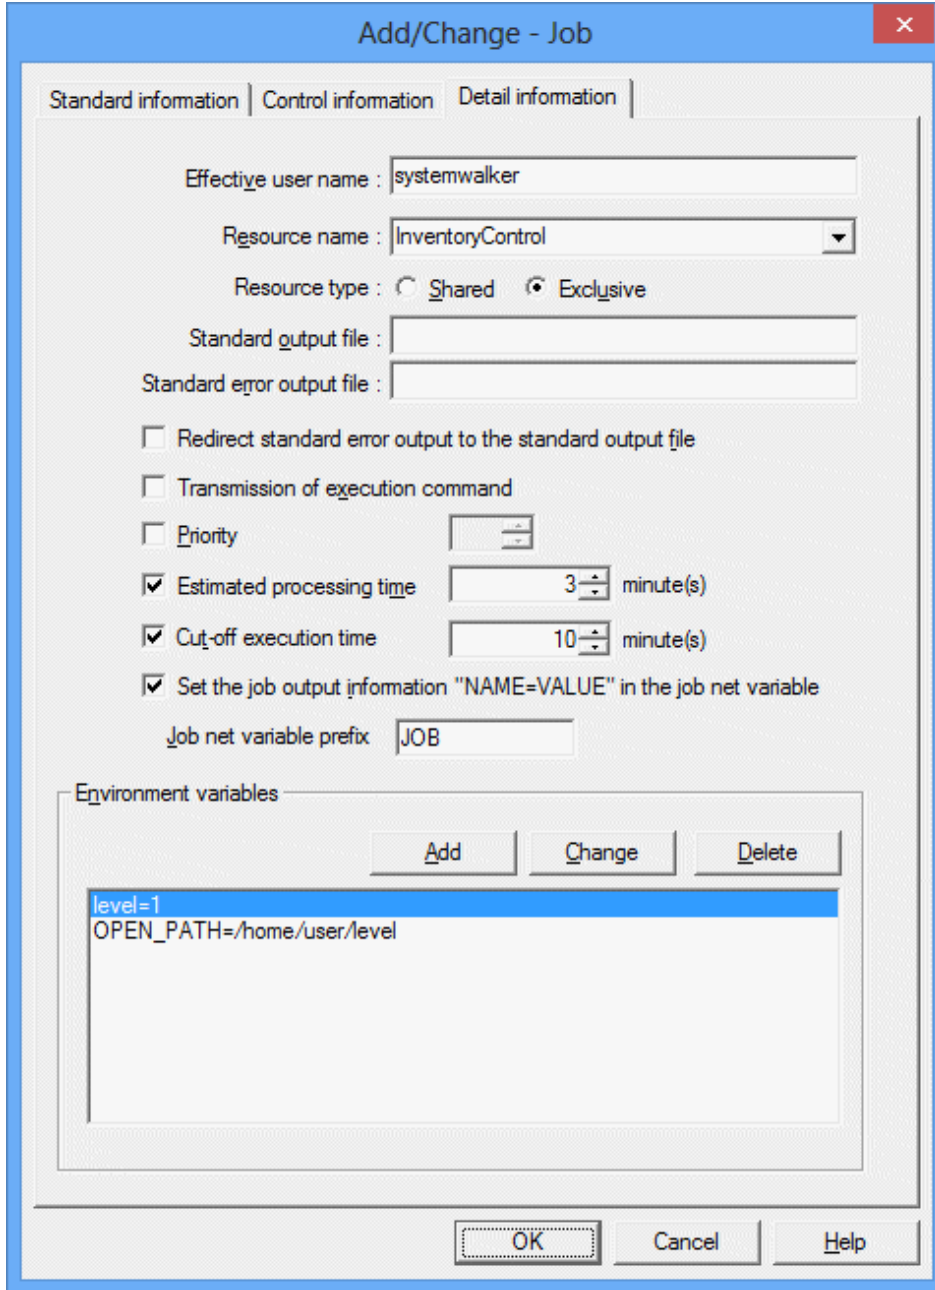 Add/Change - Job
Standard information Control information Detail information
Effective user name : systemwalker
Resource name : InventoryControl
Resource type : Shared Exclusive
Standard output file :
Standard error output file :
Redirect standard error output to the standard output file
Transmission of execution command
Priority
Estimated processing time 3 minute(s)
Cut-off execution time 10 minute(s)
Set the job output information "NAME=VALUE" in the job net variable
Job net variable prefix JOB
Environment variables
Add Change Delete
level=1
OPEN_PATH=/home/user/level
OK Cancel Help